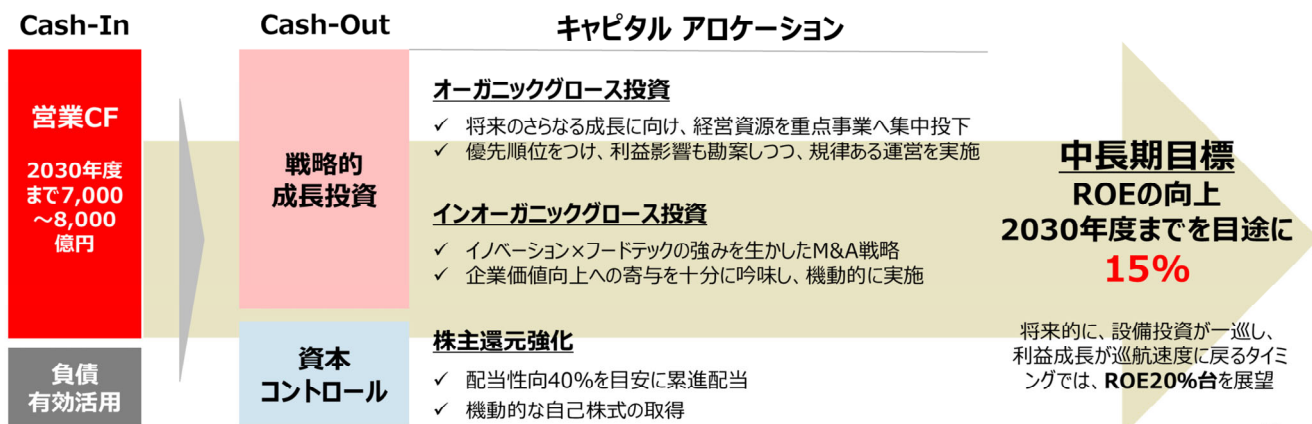 Cash-In
Cash-Out
キャピタル アロケーション
営業CF
2030年度
まで7,000
～8,000
億円
負債
有効活用
戦略的
成長投資
資本
コントロール
オーガニックグロース投資
✓ 将来のさらなる成長に向け、経営資源を重点事業へ集中投下
✓ 優先順位をつけ、利益影響も勘案しつつ、規律ある運営を実施
インオーガニックグロース投資
✓ イノベーション×フードテックの強みを生かしたM&A戦略
✓ 企業価値向上への寄与を十分に吟味し、機動的に実施
株主還元強化
✓ 配当性向40%を目安に累進配当
✓ 機動的な自己株式の取得
中長期目標
ROEの向上
2030年度までを目途に
15%
将来的に、設備投資が一巡し、
利益成長が巡航速度に戻るタイミ
ングでは、ROE20%台を展望